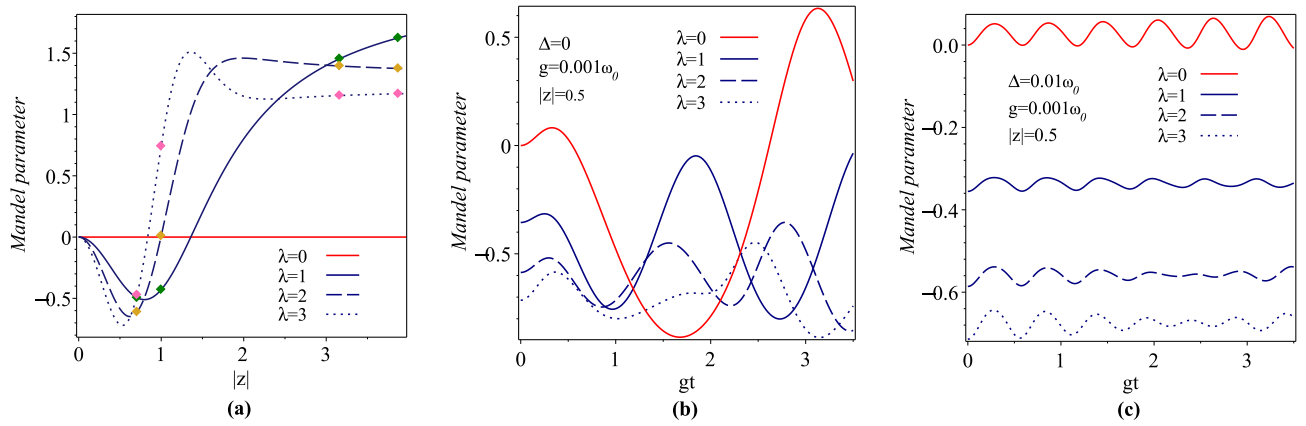 Mandel parameter
1.5
1
0.5
0
−0.5
0
1
2
3
|z|
λ=0
λ=1
λ=2
λ=3
(a)
Mandel parameter
0.5
0
−0.5
0
1
2
3
gt
Δ=0
g=0.001ω₀
|z|=0.5
λ=0
λ=1
λ=2
λ=3
(b)
Mandel parameter
0.0
−0.2
−0.4
−0.6
0
1
2
3
gt
Δ=0.01ω₀
g=0.001ω₀
|z|=0.5
λ=0
λ=1
λ=2
λ=3
(c)